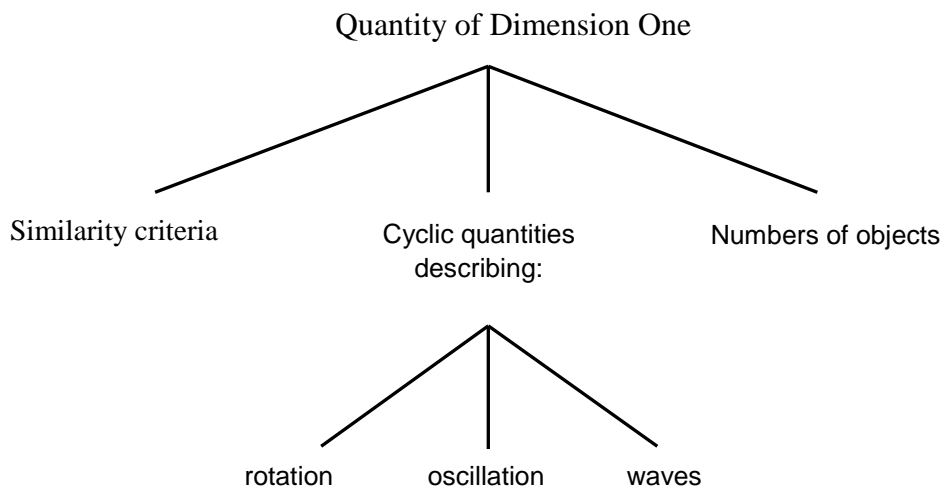 Quantity of Dimension One
Similarity criteria
Cyclic quantities
describing:
Numbers of objects
rotation
oscillation
waves